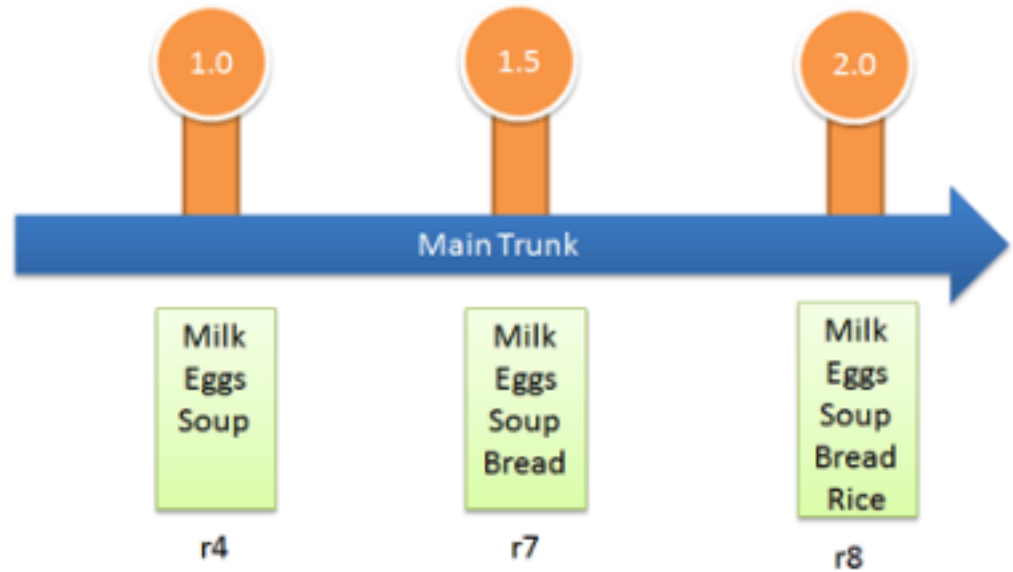 1.0
1.5
2.0
Main Trunk
Milk
Eggs
Soup
r4
Milk
Eggs
Soup
Bread
r7
Milk
Eggs
Soup
Bread
Rice
r8